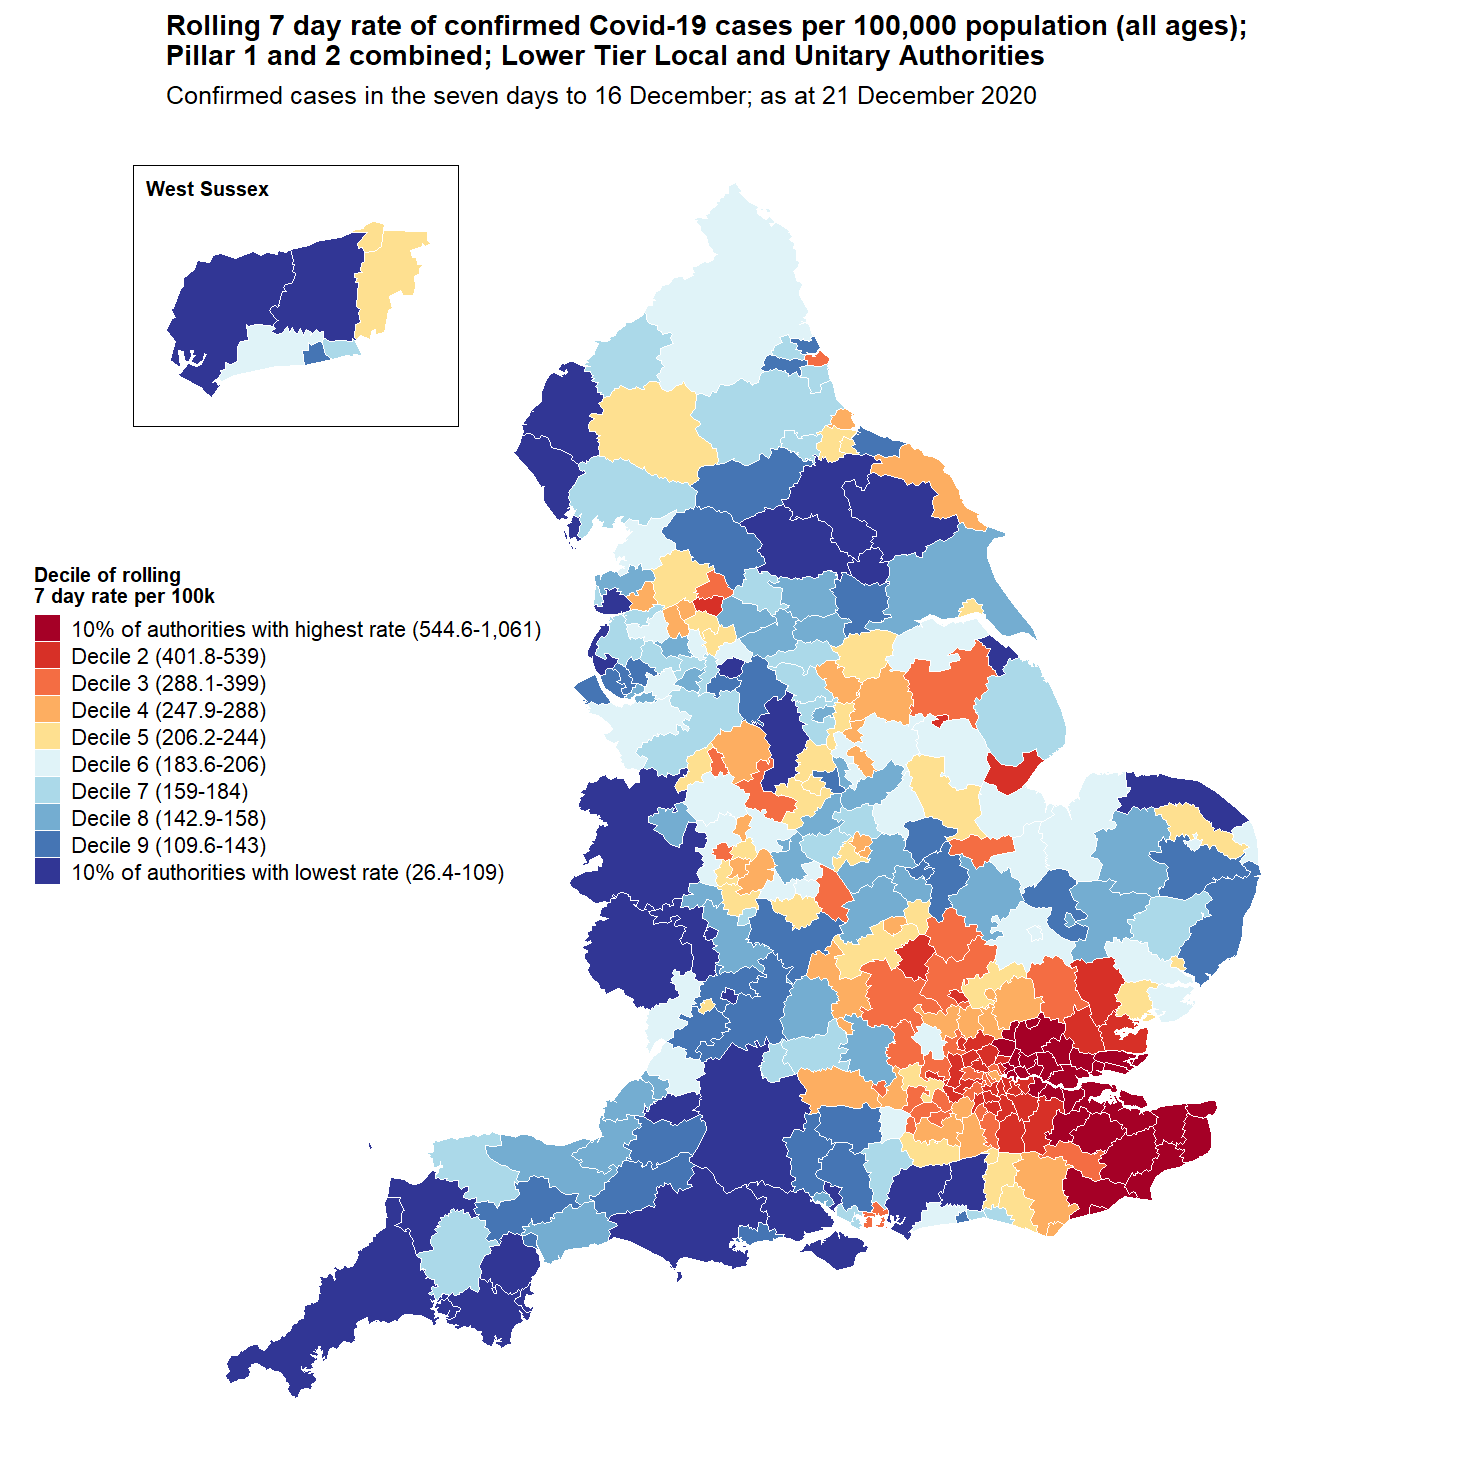 Rolling 7 day rate of confirmed Covid-19 cases per 100,000 population (all ages);
Pillar 1 and 2 combined; Lower Tier Local and Unitary Authorities
Confirmed cases in the seven days to 16 December; as at 21 December 2020
West Sussex
Decile of rolling
7 day rate per 100k
10% of authorities with highest rate (544.6-1,061)
Decile 2 (401.8-539)
Decile 3 (288.1-399)
Decile 4 (247.9-288)
Decile 5 (206.2-244)
Decile 6 (183.6-206)
Decile 7 (159-184)
Decile 8 (142.9-158)
Decile 9 (109.6-143)
10% of authorities with lowest rate (26.4-109)